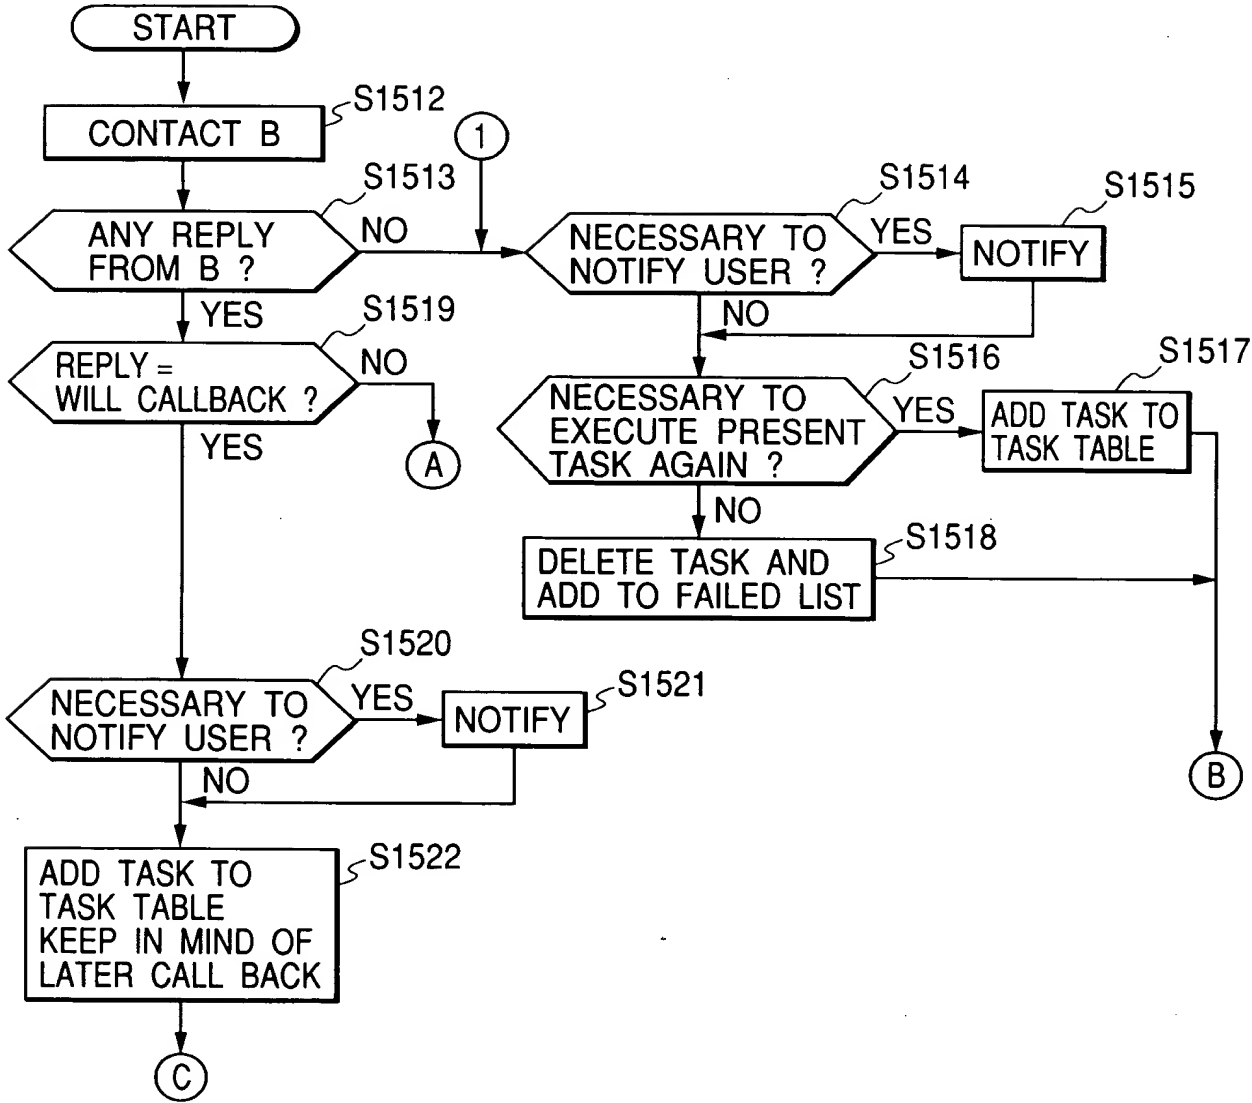 START
S1512
CONTACT B
1
S1513
ANY REPLY
FROM B ?
NO
YES
S1514
NECESSARY TO
NOTIFY USER ?
YES
NO
S1515
NOTIFY
S1519
REPLY =
WILL CALLBACK ?
NO
YES
A
S1516
NECESSARY TO
EXECUTE PRESENT
TASK AGAIN ?
YES
NO
S1517
ADD TASK TO
TASK TABLE
S1518
DELETE TASK AND
ADD TO FAILED LIST
S1520
NECESSARY TO
NOTIFY USER ?
YES
NO
S1521
NOTIFY
B
S1522
ADD TASK TO
TASK TABLE
KEEP IN MIND OF
LATER CALL BACK
C